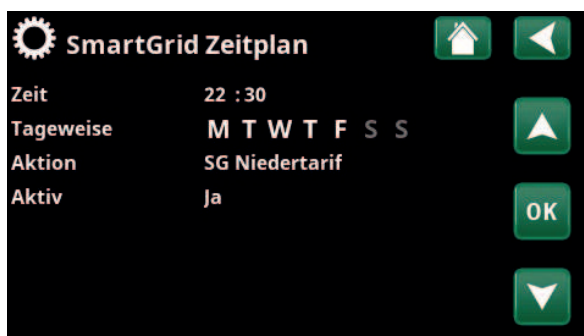 SmartGrid Zeitplan
Zeit 22 :30
Tageweise M T W T F S S
Aktion SG Niedertarif
Aktiv Ja
OK